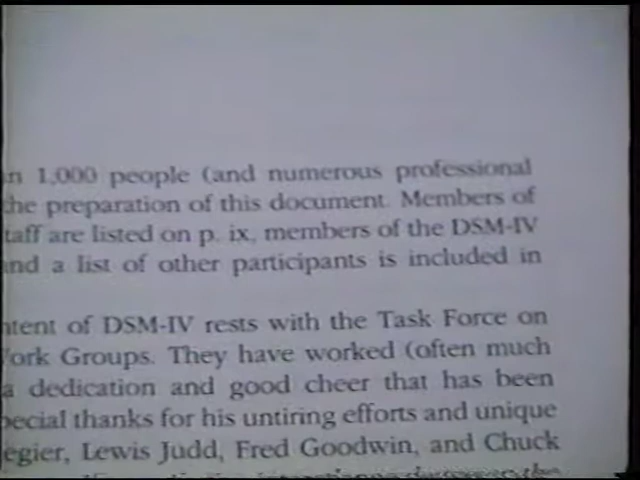 n 1,000 people (and numerous professional
the preparation of this document. Members of
taff are listed on p. ix, members of the DSM-IV
and a list of other participants is included in
ntent of DSM-IV rests with the Task Force on
ork Groups. They have worked (often much
a dedication and good cheer that has been
pecial thanks for his untiring efforts and unique
egier, Lewis Judd, Fred Goodwin, and Chuck